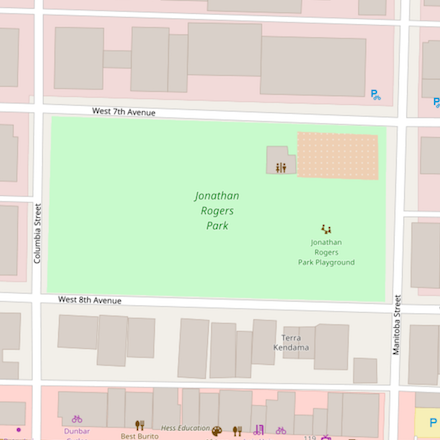 West 7th Avenue
Jonathan
Rogers
Park
Jonathan
Rogers
Park Playground
Columbia Street
West 8th Avenue
Manitoba Street
Terra
Kendama
P
Dunbar
Best Burito
Hess Education
119